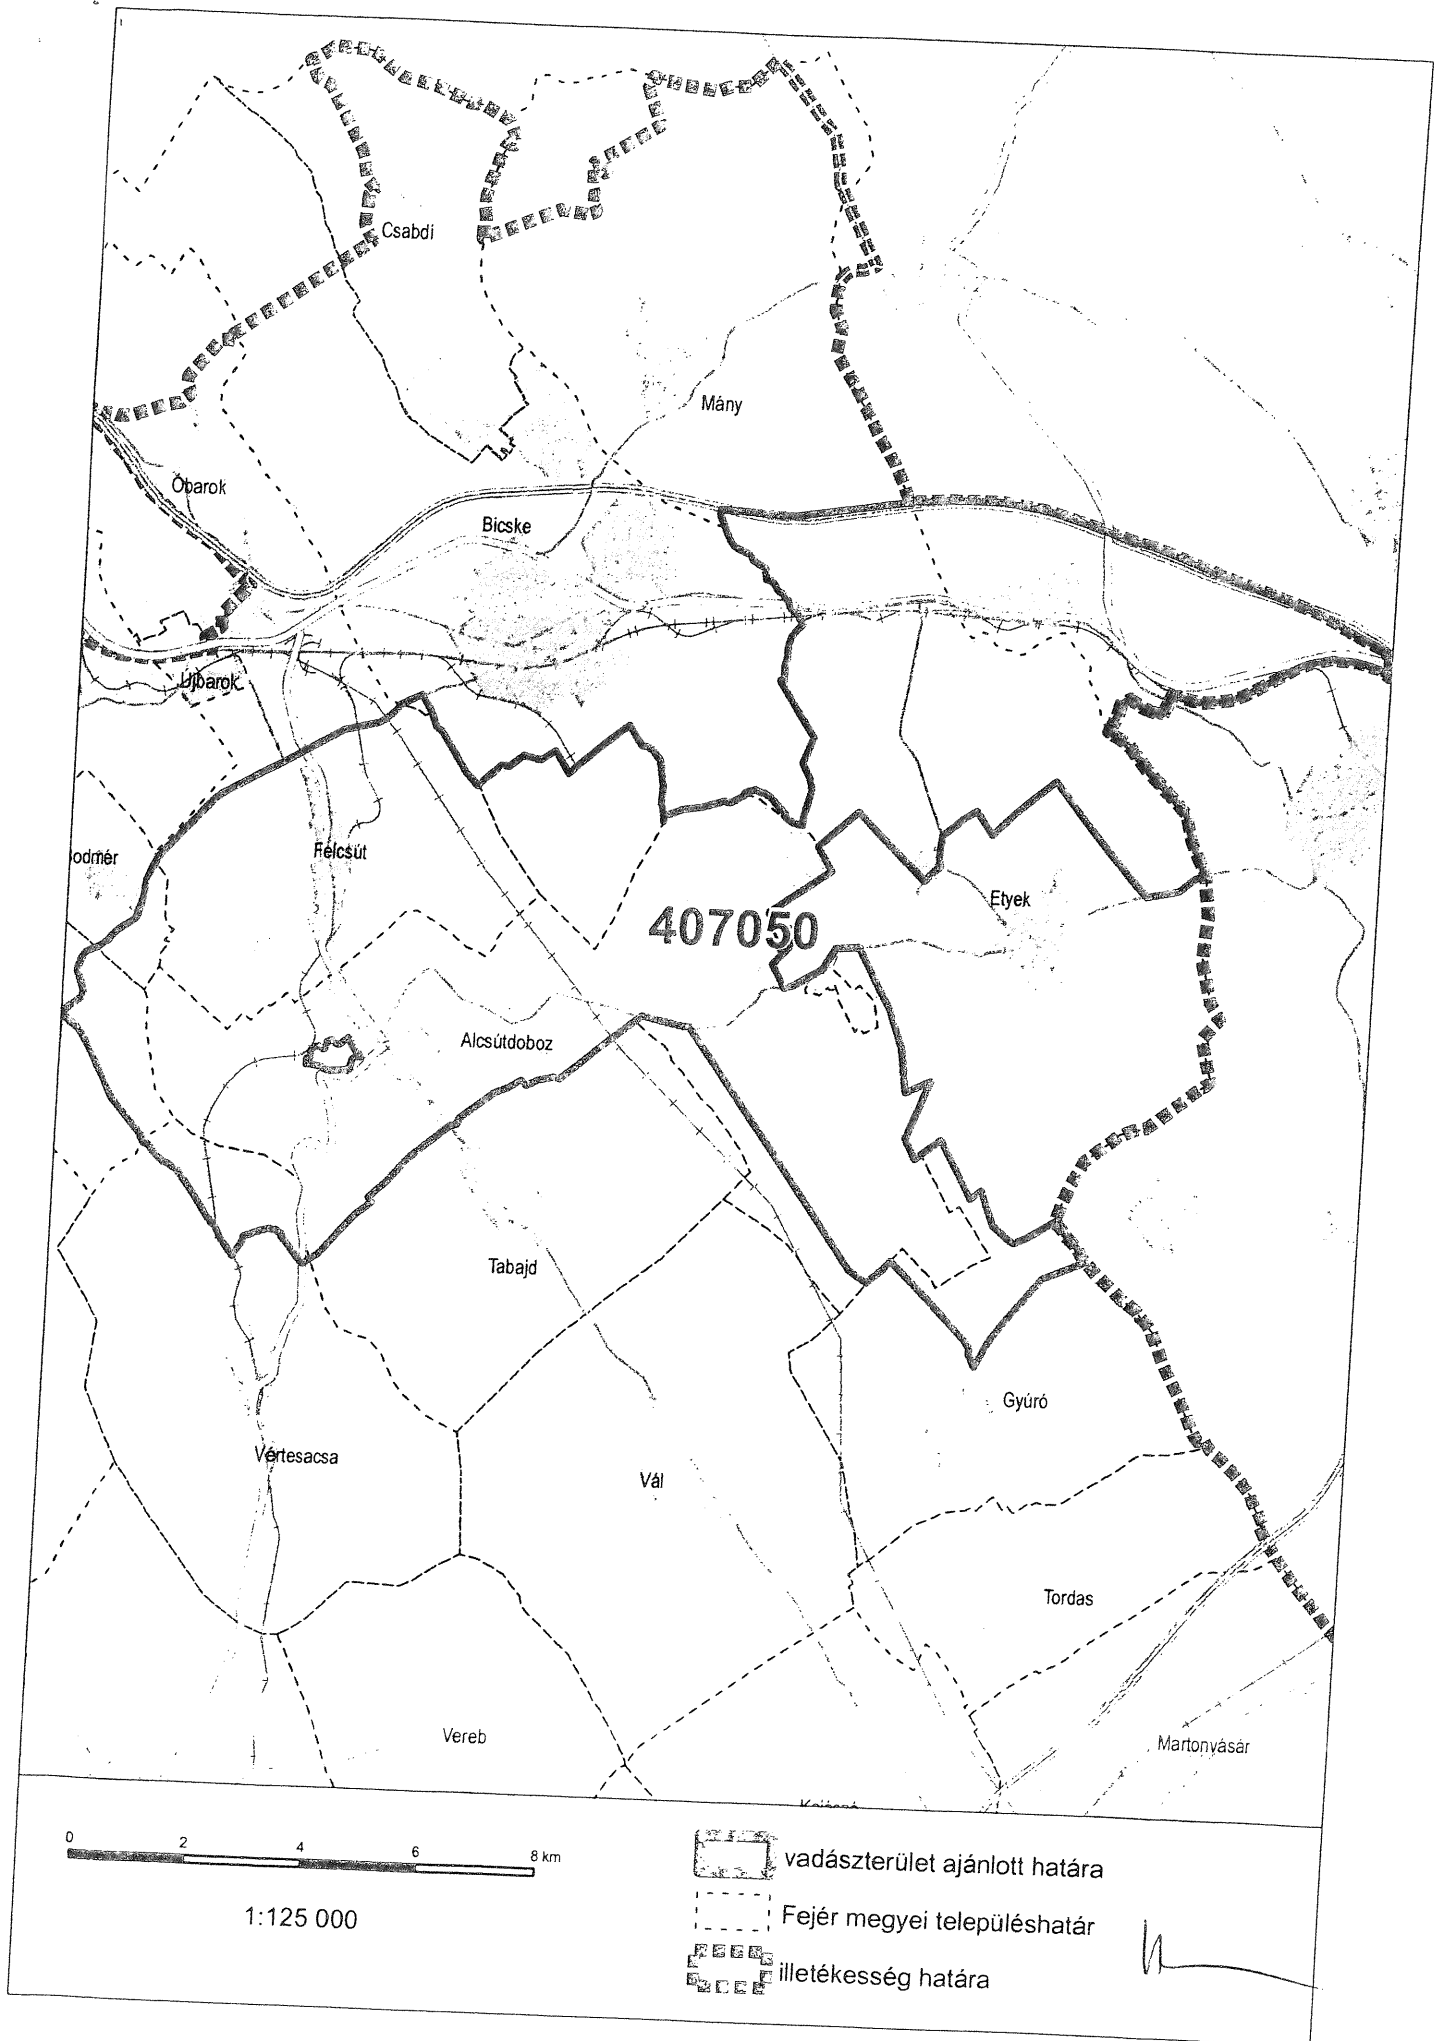 Csabdi
Mány
Óbarok
Bicske
Újbarok
odmér
Felcsút
407050
Etyek
Alcsútdoboz
Tabajd
Gyúró
Vértesacsa
Vál
Tordas
Vereb
Martonvásár
0 2 4 6 8 km
1:125 000
vadászterület ajánlott határa
Fejér megyei településhatár
illetékesség határa